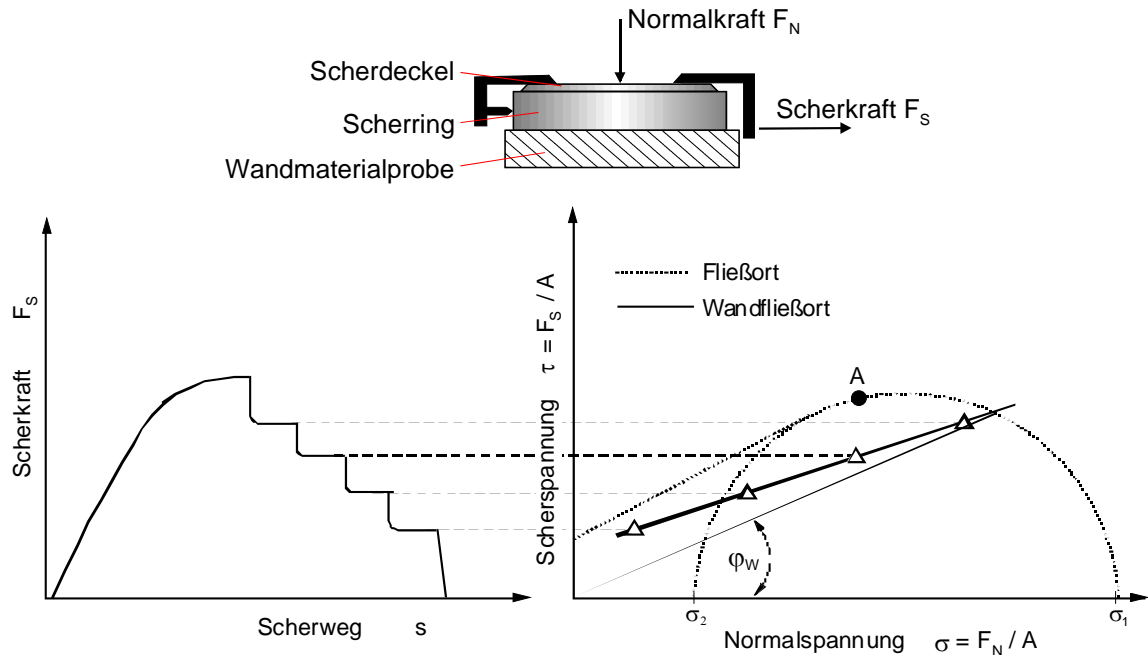 Normalkraft F_N
Scherdeckel
Scherring
Scherkraft F_S
Wandmaterialprobe
Scherkraft F_S
Scherweg s
Scherspannung τ = F_S / A
Fließort
Wandfließort
A
φ_W
σ_2
σ_1
Normalspannung σ = F_N / A